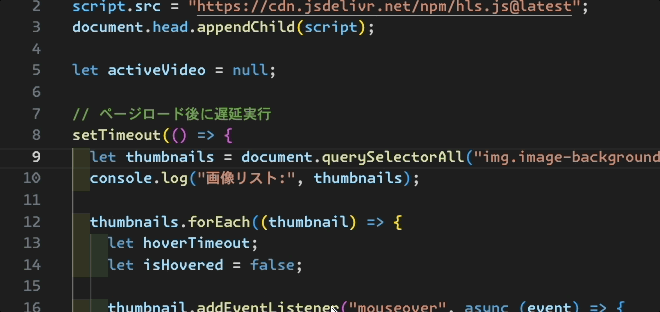 2 script.src = "https://cdn.jsdelivr.net/npm/hls.js@latest";
3 document.head.appendChild(script);
4
5 let activeVideo = null;
6
7 // ページロード後に遅延実行
8 setTimeout(() => {
9 let thumbnails = document.querySelectorAll("img.image-background
10 console.log("画像リスト:", thumbnails);
11
12 thumbnails.forEach((thumbnail) => {
13 let hoverTimeout;
14 let isHovered = false;
15
16 thumbnail.addEventListener("mouseover", async (event) => {